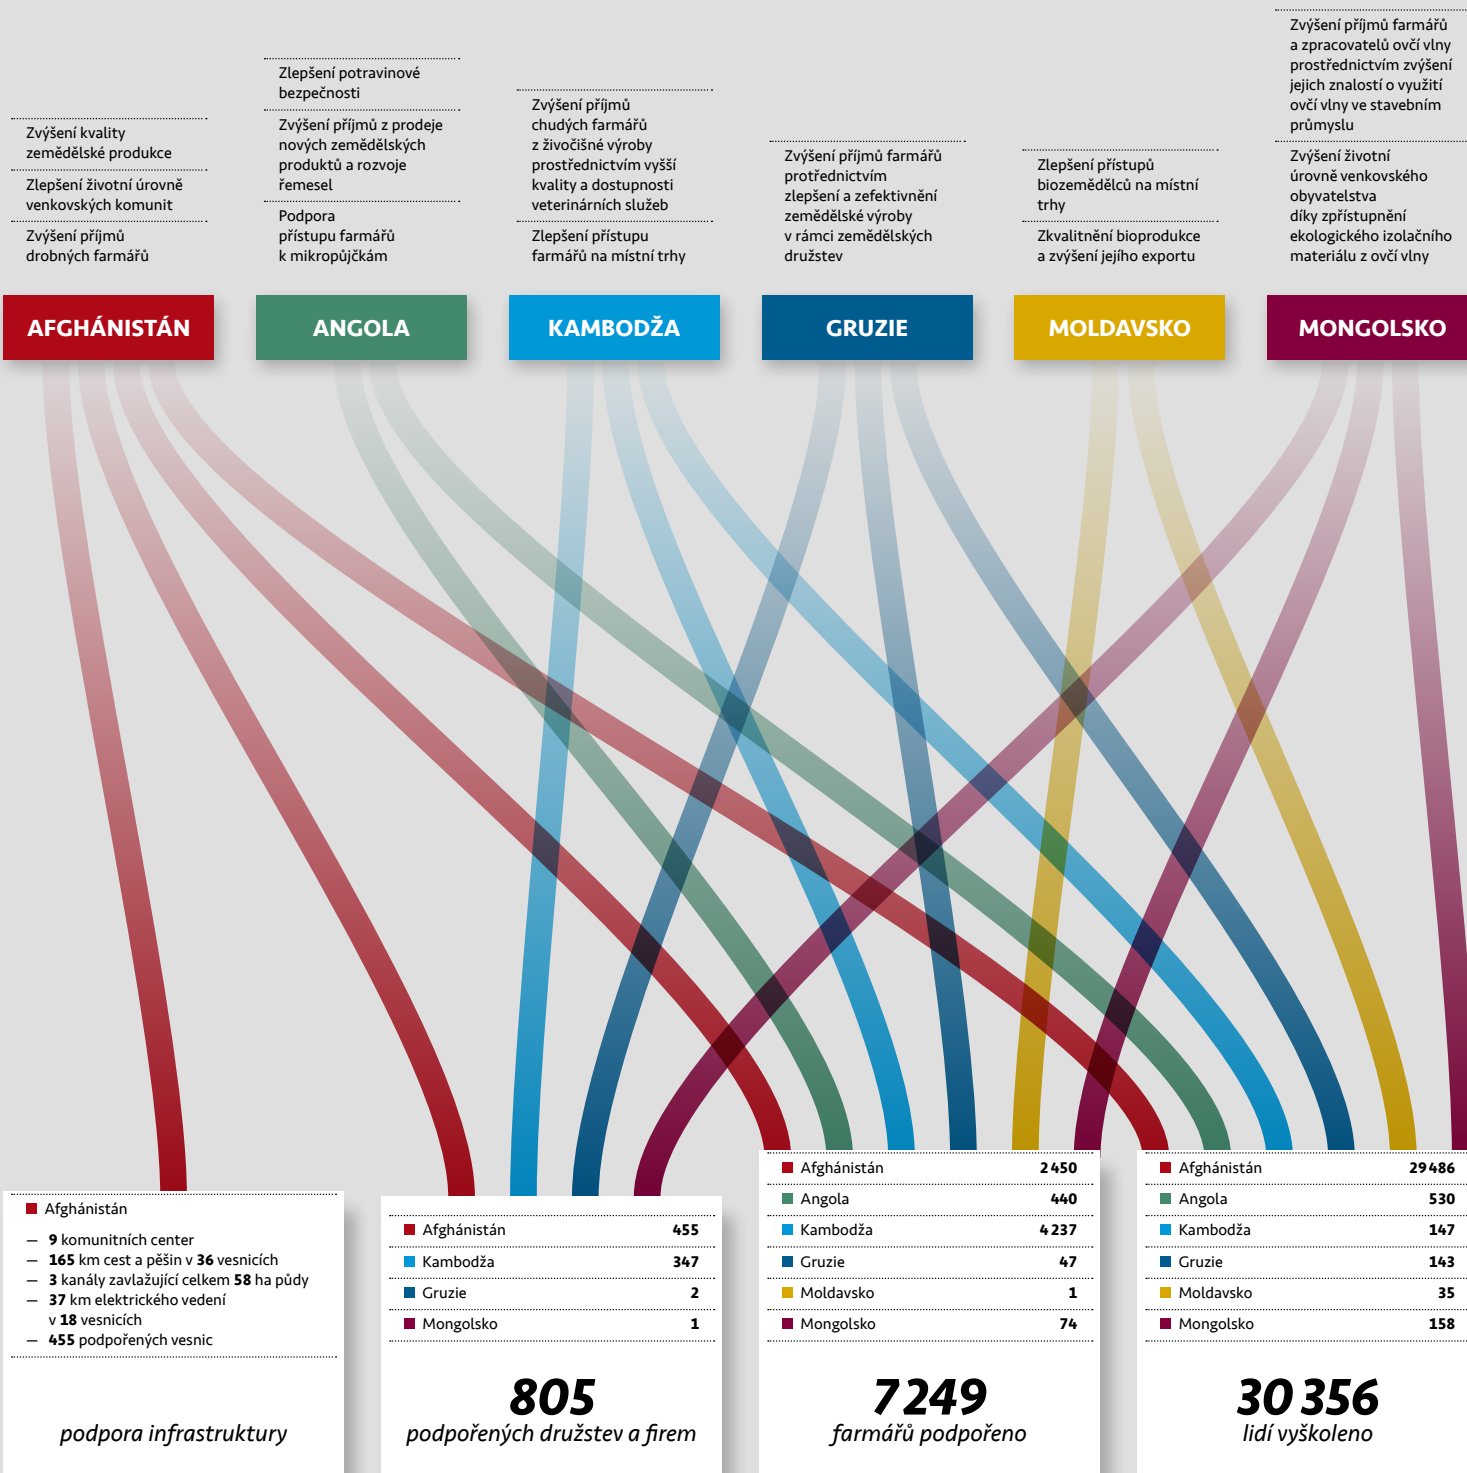 Zvýšení kvality
zemědělské produkce
Zlepšení životní úrovně
venkovských komunit
Zvýšení příjmů
drobných farmářů
Zlepšení potravinové
bezpečnosti
Zvýšení příjmů z prodeje
nových zemědělských
produktů a rozvoje
řemesel
Podpora
přístupu farmářů
k mikropůjčkám
Zvýšení příjmů
chudých farmářů
z živočišné výroby
prostřednictvím vyšší
kvality a dostupnosti
veterinárních služeb
Zlepšení přístupu
farmářů na místní trhy
Zvýšení příjmů farmářů
protřednictvím
zlepšení a zefektivnění
zemědělské výroby
v rámci zemědělských
družstev
Zlepšení přístupů
biozemědělců na místní
trhy
Zkvalitnění bioprodukce
a zvýšení jejího exportu
Zvýšení příjmů farmářů
a zpracovatelů ovčí vlny
prostřednictvím zvýšení
jejich znalostí o využití
ovčí vlny ve stavebním
průmyslu
Zvýšení životní
úrovně venkovského
obyvatelstva
díky zpřístupnění
ekologického izolačního
materiálu z ovčí vlny
AFGHÁNISTÁN
ANGOLA
KAMBODŽA
GRUZIE
MOLDAVSKO
MONGOLSKO
Afghánistán
— 9 komunitních center
— 165 km cest a pěšin v 36 vesnicích
— 3 kanály zavlažující celkem 58 ha půdy
— 37 km elektrického vedení
v 18 vesnicích
— 455 podpořených vesnic
podpora infrastruktury
Afghánistán 455
Kambodža 347
Gruzie 2
Mongolsko 1
805
podpořených družstev a firem
Afghánistán 2 450
Angola 440
Kambodža 4 237
Gruzie 47
Moldavsko 1
Mongolsko 74
7 249
farmářů podpořeno
Afghánistán 29 486
Angola 530
Kambodža 147
Gruzie 143
Moldavsko 35
Mongolsko 158
30 356
lidí vyškoleno